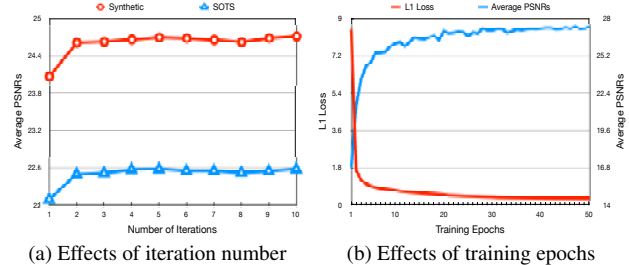 Synthetic SOTS
25
24.4
23.8
23.2
22.6
22
Average PSNRs
1 2 3 4 5 6 7 8 9 10
Number of Iterations
(a) Effects of iteration number
L1 Loss Average PSNRs
9
7.2
5.4
3.6
1.8
0
L1 Loss
28
25.2
22.4
19.6
16.8
14
Average PSNRs
1 10 20 30 40 50
Training Epochs
(b) Effects of training epochs